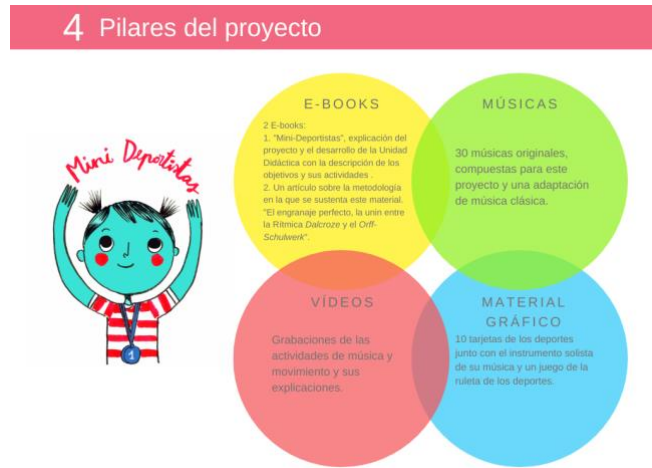 4 Pilares del proyecto
Mini Deportistas
1
E-BOOKS
2 E-books:
1. "Mini-Deportistas", explicación del
proyecto y el desarrollo de la Unidad
Didáctica con la descripción de los
objetivos y sus actividades .
2. Un artículo sobre la metodología
en la que se sustenta este material.
"El engranaje perfecto, la unin entre
la Rítmica Dalcroze y el Orff-
Schulwerk".
MÚSICAS
30 músicas originales,
compuestas para este
proyecto y una adaptación
de música clásica.
VÍDEOS
Grabaciones de las
actividades de música y
movimiento y sus
explicaciones.
MATERIAL
GRÁFICO
10 tarjetas de los deportes
junto con el instrumento solista
de su música y un juego de la
ruleta de los deportes.